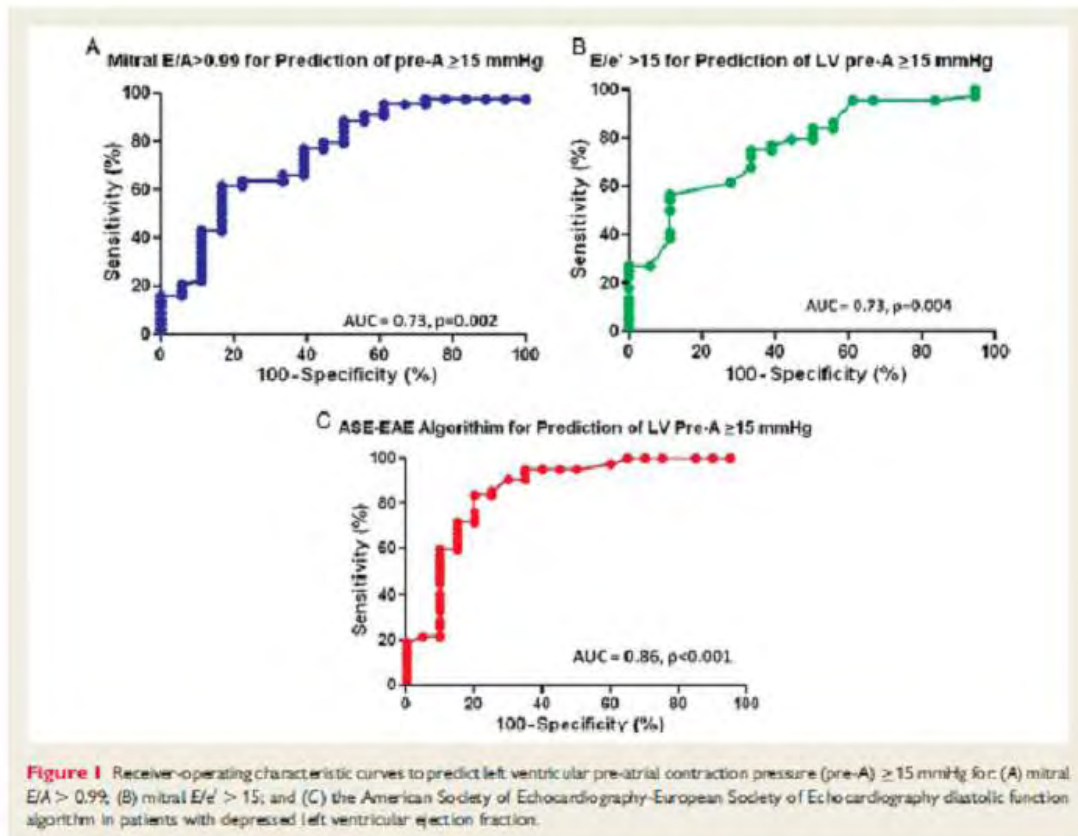 A
Mitral E/A>0.99 for Prediction of pre-A ≥15 mmHg
Sensitivity (%)
100
80
60
40
20
0
AUC = 0.73, p=0.002
0 20 40 60 80 100
100-Specificity (%)
B
E/e' >15 for Prediction of LV pre-A ≥15 mmHg
Sensitivity (%)
100
80
60
40
20
0
AUC = 0.73, p=0.004
0 20 40 60 80 100
100-Specificity (%)
C ASE-EAE Algorithim for Prediction of LV Pre-A ≥15 mmHg
Sensitivity (%)
100
80
60
40
20
0
AUC = 0.86, p<0.001
0 20 40 60 80 100
100-Specificity (%)
Figure 1 Receiver-operating characteristic curves to predict left ventricular pre-atrial contraction pressure (pre-A) ≥ 15 mmHg for: (A) mitral
E/A > 0.99; (B) mitral E/e' > 15; and (C) the American Society of Echocardiography-European Society of Echocardiography diastolic function
algorithm in patients with depressed left ventricular ejection fraction.